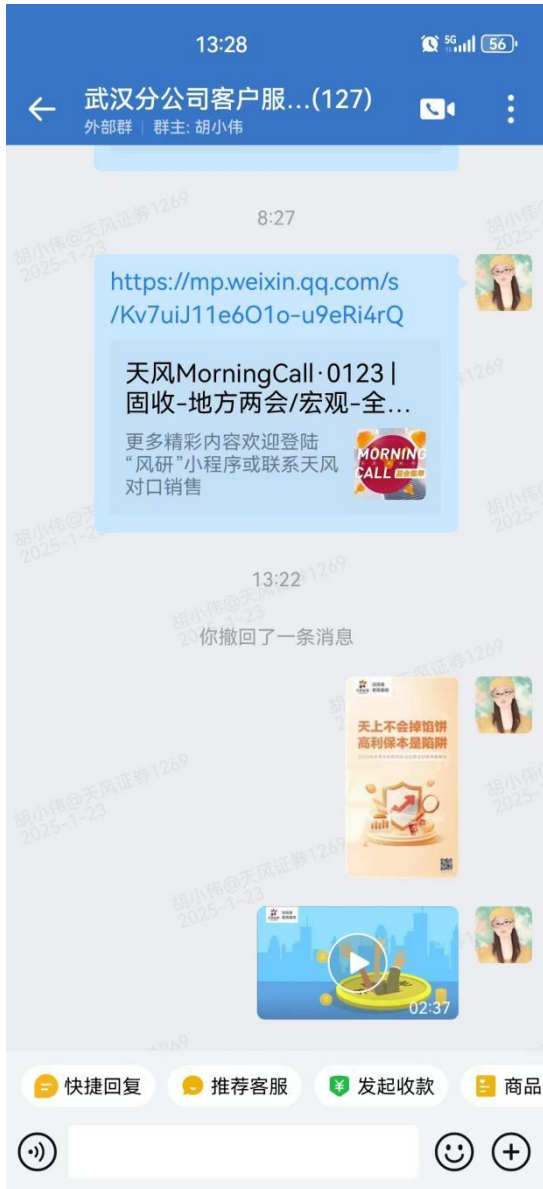 13:28
5G
56
武汉分公司客户服...(127)
外部群 | 群主: 胡小伟
8:27
https://mp.weixin.qq.com/s
/Kv7uiJ11e6O1o-u9eRi4rQ
天风MorningCall·0123 |
固收-地方两会/宏观-全...
更多精彩内容欢迎登陆
“风研”小程序或联系天风
对口销售
MORNING
CALL
13:22
你撤回了一条消息
天上不会掉馅饼
高利保本是陷阱
02:37
快捷回复
推荐客服
发起收款
商品
胡小伟@天风证券1269
2025-1-23